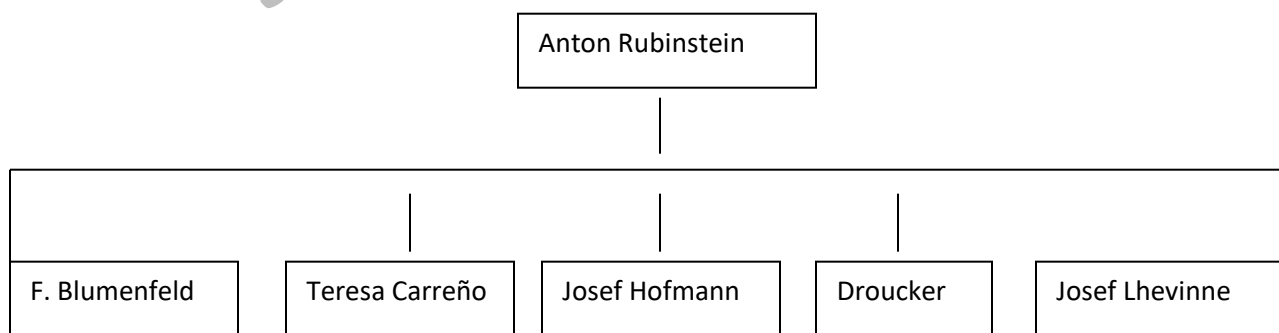 Anton Rubinstein
F. Blumenfeld
Teresa Carreño
Josef Hofmann
Droucker
Josef Lhevinne